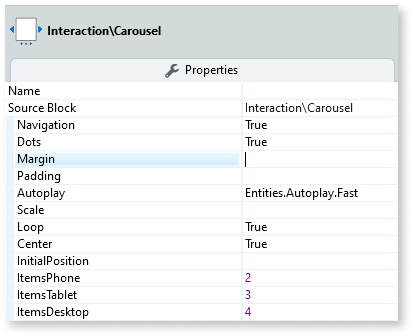 Interaction\Carousel
Properties
Name
Source Block Interaction\Carousel
Navigation True
Dots True
Margin
Padding
Autoplay Entities.Autoplay.Fast
Scale
Loop True
Center True
InitialPosition
ItemsPhone 2
ItemsTablet 3
ItemsDesktop 4